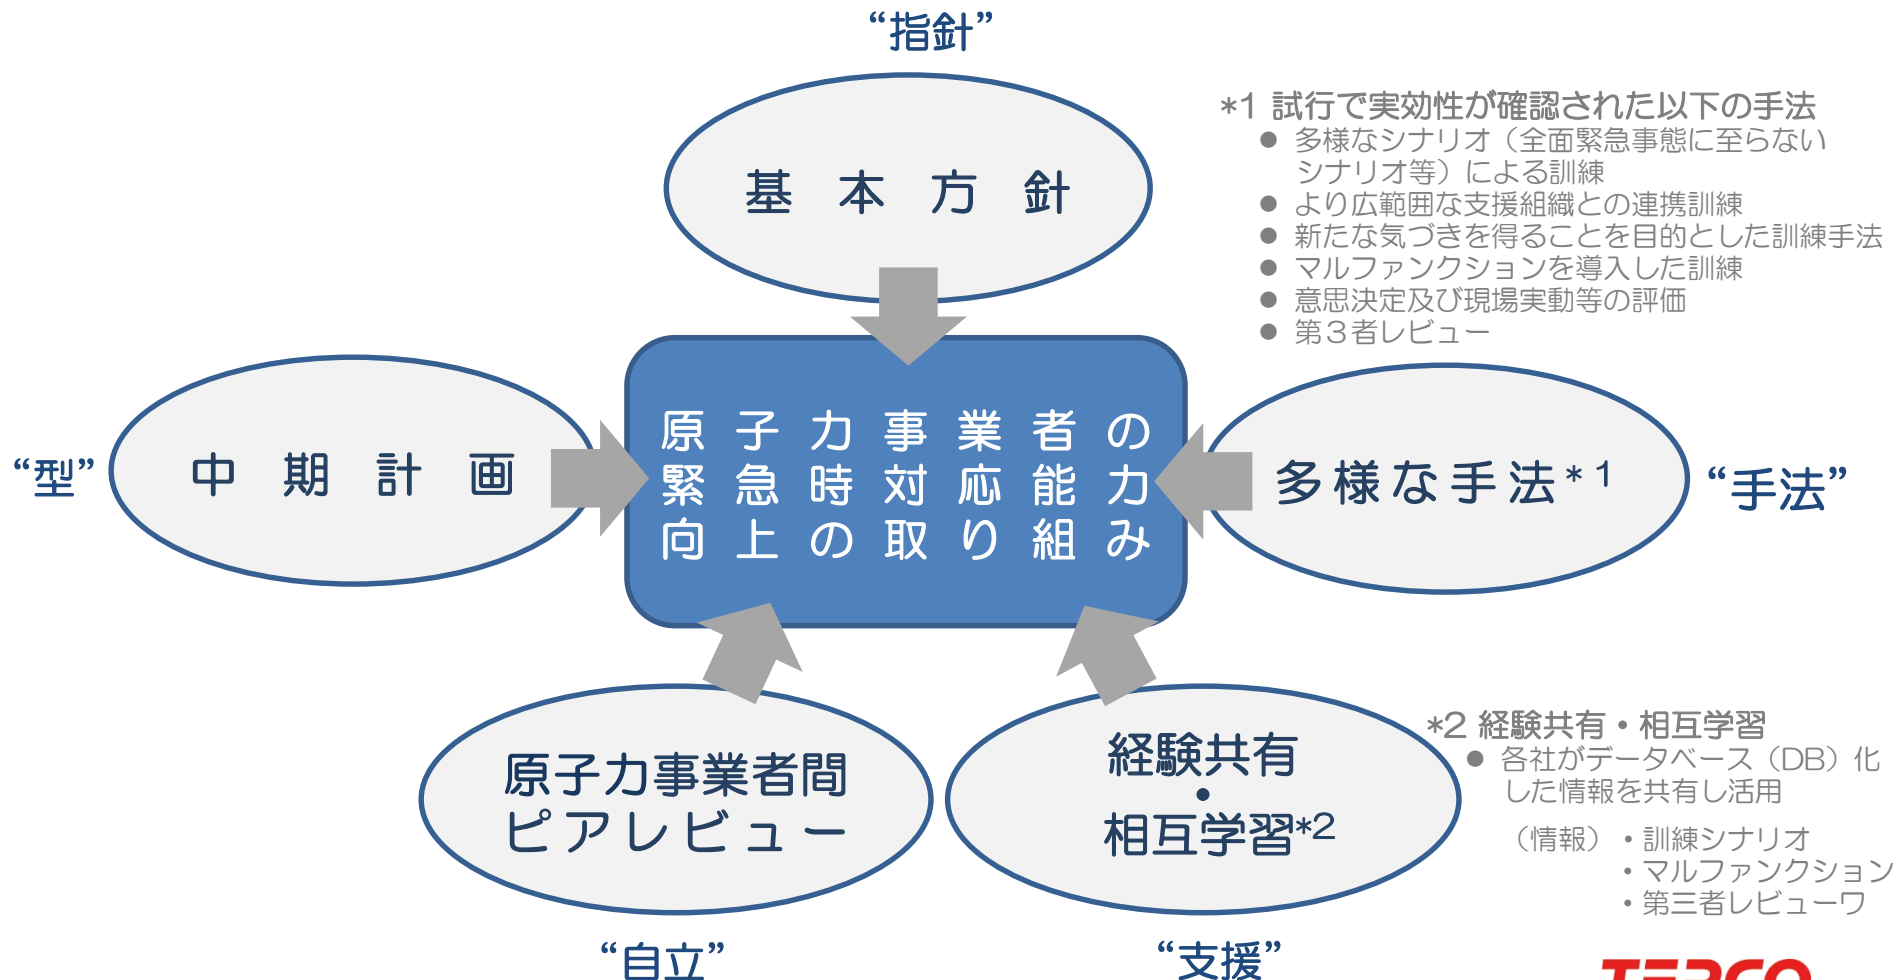 “指針”
基本方針
*1 試行で実効性が確認された以下の手法
● 多様なシナリオ（全面緊急事態に至らない
シナリオ等）による訓練
● より広範囲な支援組織との連携訓練
● 新たな気づきを得ることを目的とした訓練手法
● マルファンクションを導入した訓練
● 意思決定及び現場実動等の評価
● 第３者レビュー
“型”
中期計画
原子力事業者の
緊急時対応能力
向上の取り組み
多様な手法*1
“手法”
原子力事業者間
ピアレビュー
“自立”
経験共有
・
相互学習*2
“支援”
*2 経験共有・相互学習
● 各社がデータベース（DB）化
した情報を共有し活用
（情報）・訓練シナリオ
・マルファンクション
・第三者レビューワ
TEPCO